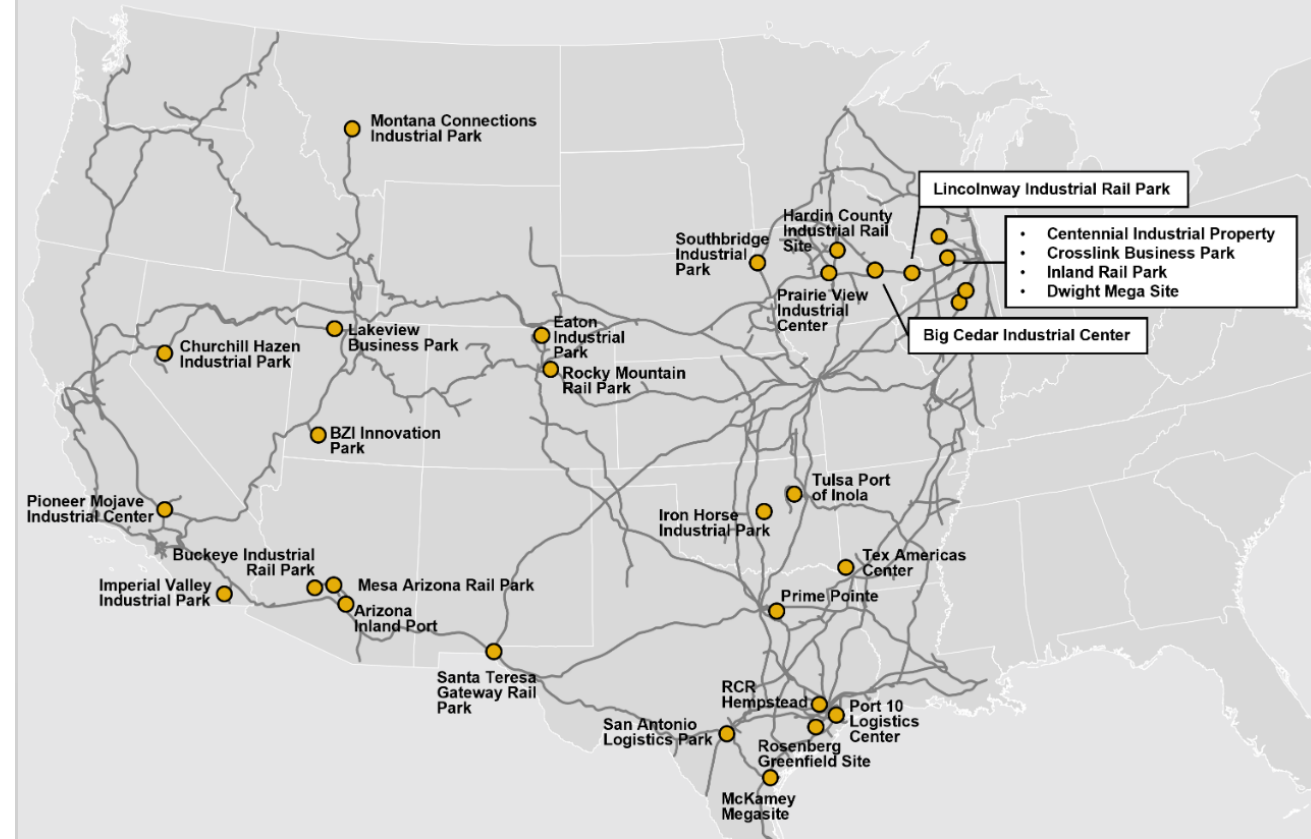 Montana Connections
Industrial Park
Lincolnway Industrial Rail Park
Hardin County
Industrial Rail
Site
Southbridge
Industrial
Park
• Centennial Industrial Property
• Crosslink Business Park
• Inland Rail Park
• Dwight Mega Site
Prairie View
Industrial
Center
Big Cedar Industrial Center
Lakeview
Business Park
Eaton
Industrial
Park
Churchill Hazen
Industrial Park
Rocky Mountain
Rail Park
BZI Innovation
Park
Tulsa Port
of Inola
Pioneer Mojave
Industrial Center
Iron Horse
Industrial Park
Buckeye Industrial
Rail Park
Tex Americas
Center
Imperial Valley
Industrial Park
Mesa Arizona Rail Park
Arizona
Inland Port
Prime Pointe
Santa Teresa
Gateway Rail
Park
RCR
Hempstead
Port 10
Logistics
Center
San Antonio
Logistics Park
Rosenberg
Greenfield Site
McKamey
Megasite